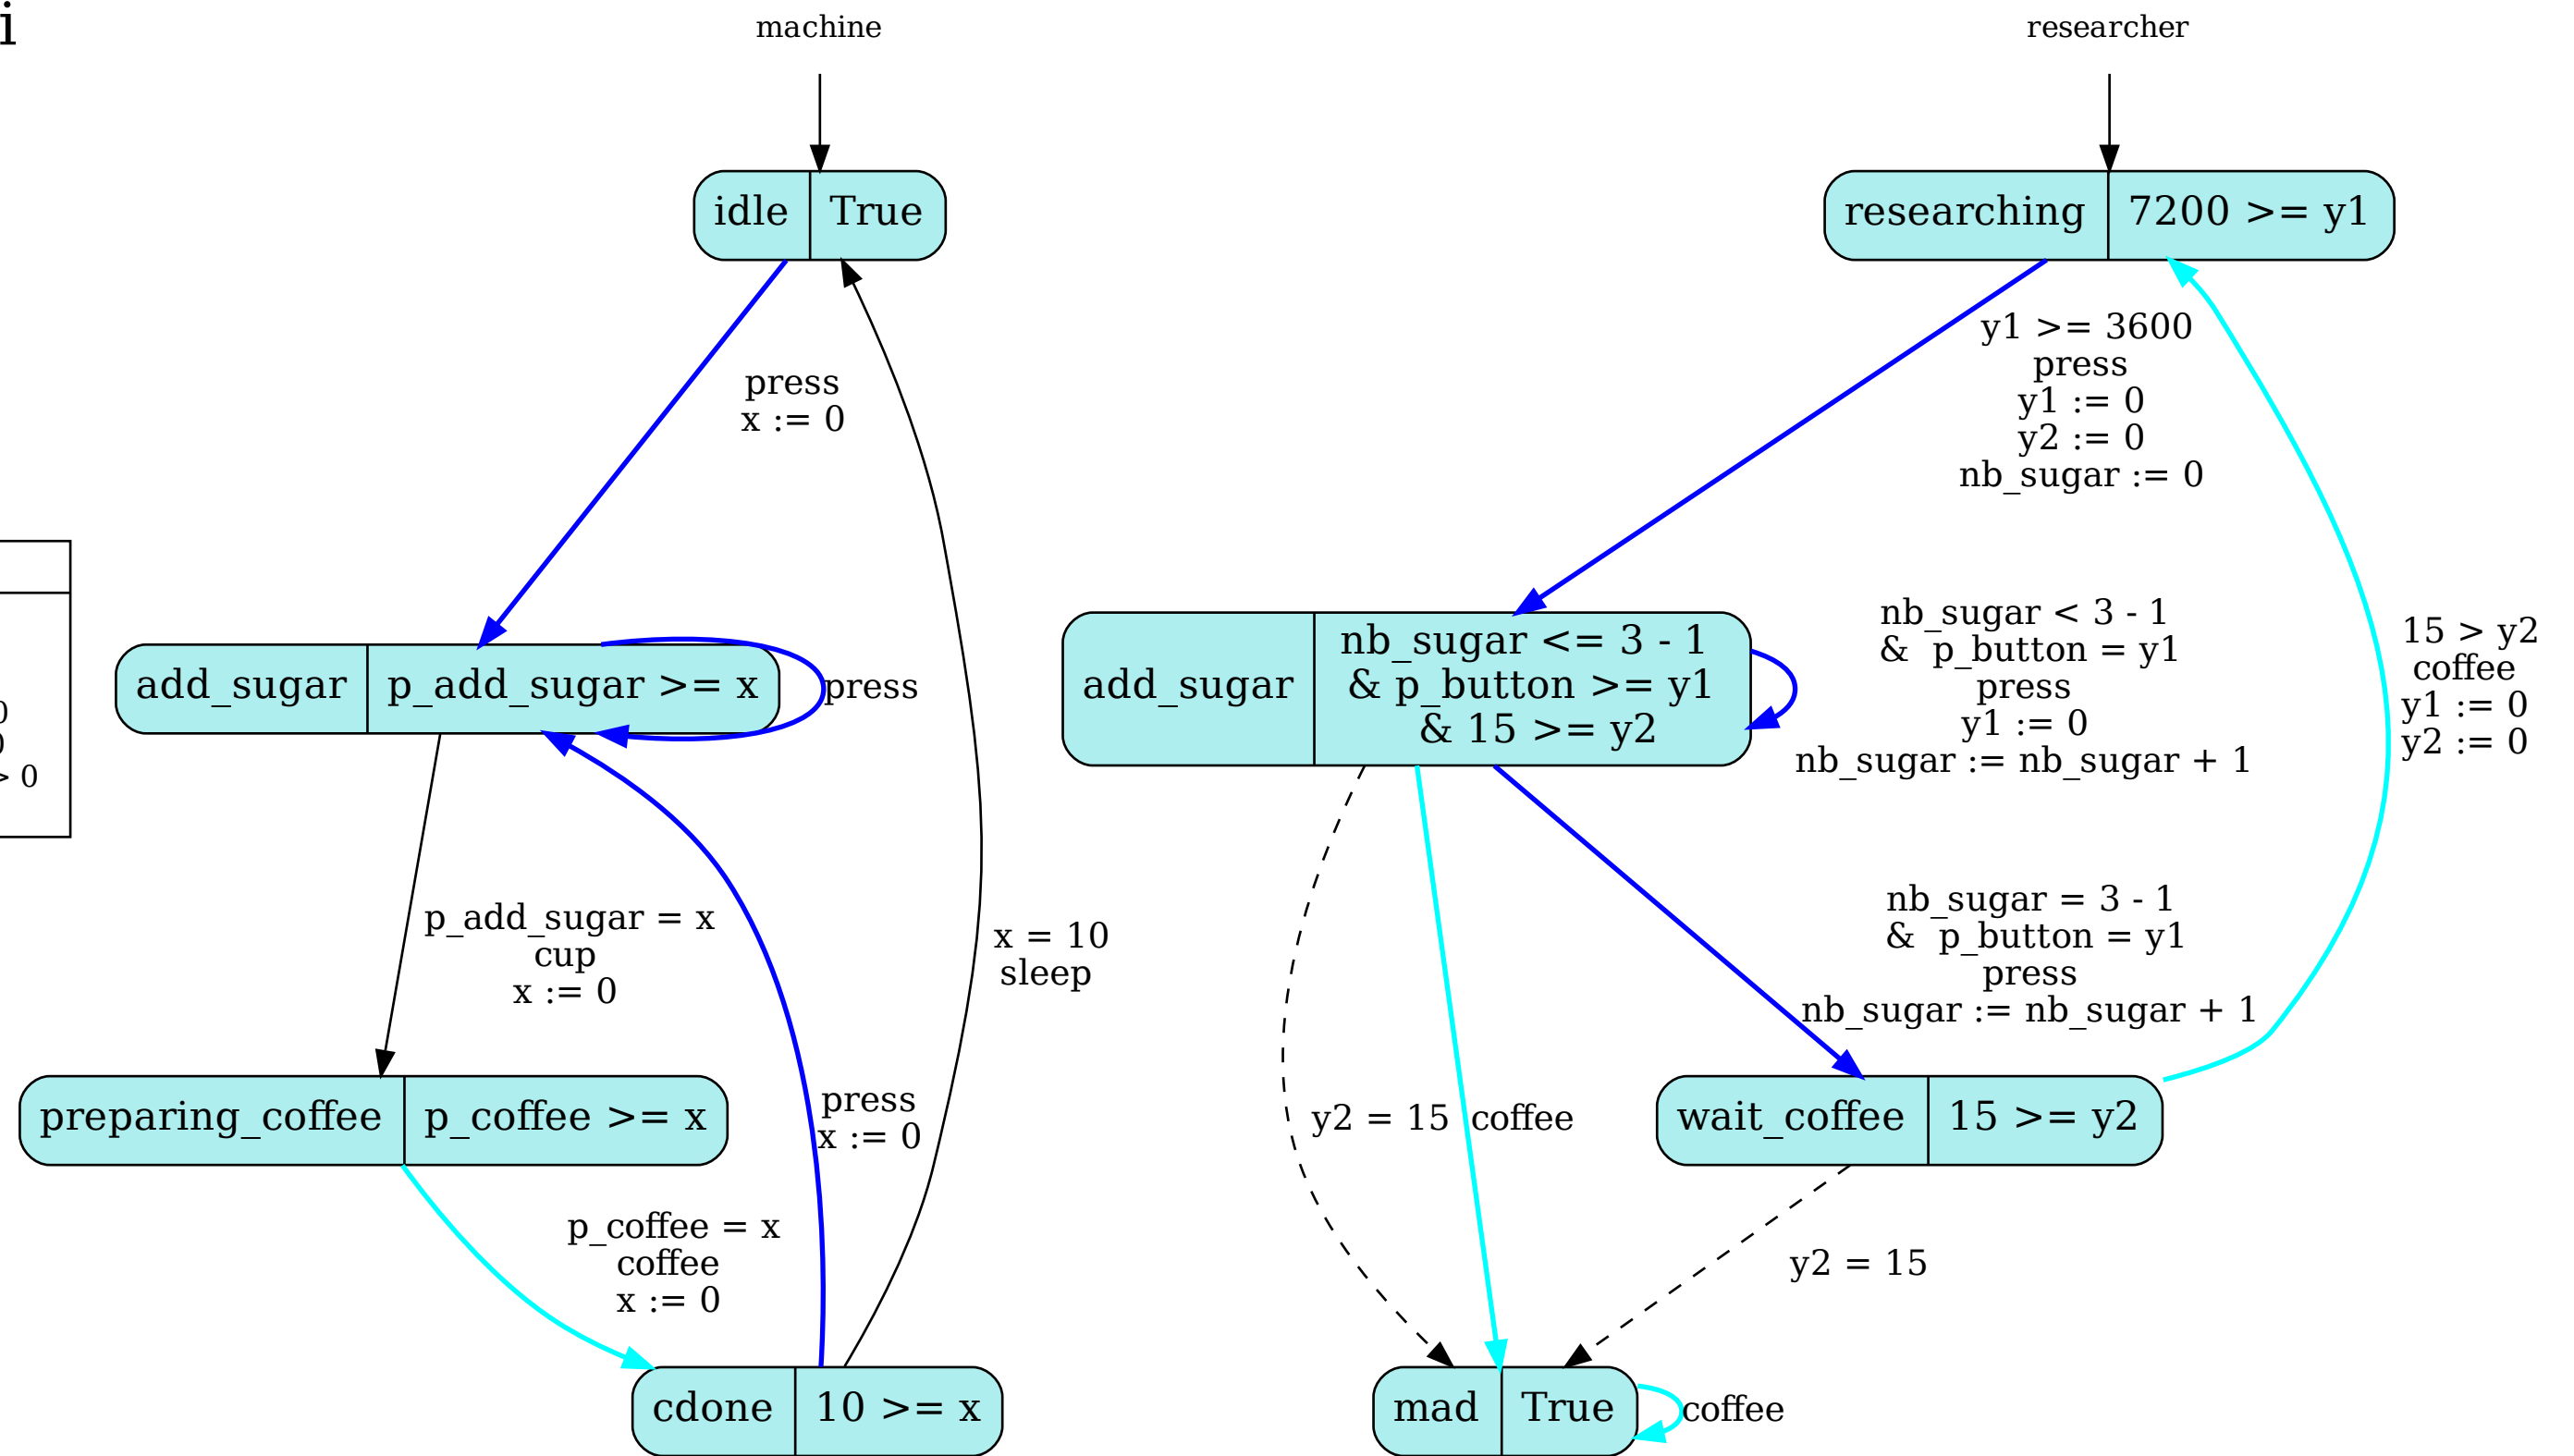 i
machine
researcher
idle
True
researching
7200 >= y1
press
x := 0
y1 >= 3600
press
y1 := 0
y2 := 0
nb_sugar := 0
0
0
> 0
add_sugar
p_add_sugar >= x
press
add_sugar
nb_sugar <= 3 - 1
& p_button >= y1
& 15 >= y2
nb_sugar < 3 - 1
& p_button = y1
press
y1 := 0
nb_sugar := nb_sugar + 1
15 > y2
coffee
y1 := 0
y2 := 0
p_add_sugar = x
cup
x := 0
x = 10
sleep
nb_sugar = 3 - 1
& p_button = y1
press
nb_sugar := nb_sugar + 1
preparing_coffee
p_coffee >= x
press
x := 0
y2 = 15
coffee
wait_coffee
15 >= y2
p_coffee = x
coffee
x := 0
y2 = 15
cdone
10 >= x
mad
True
coffee